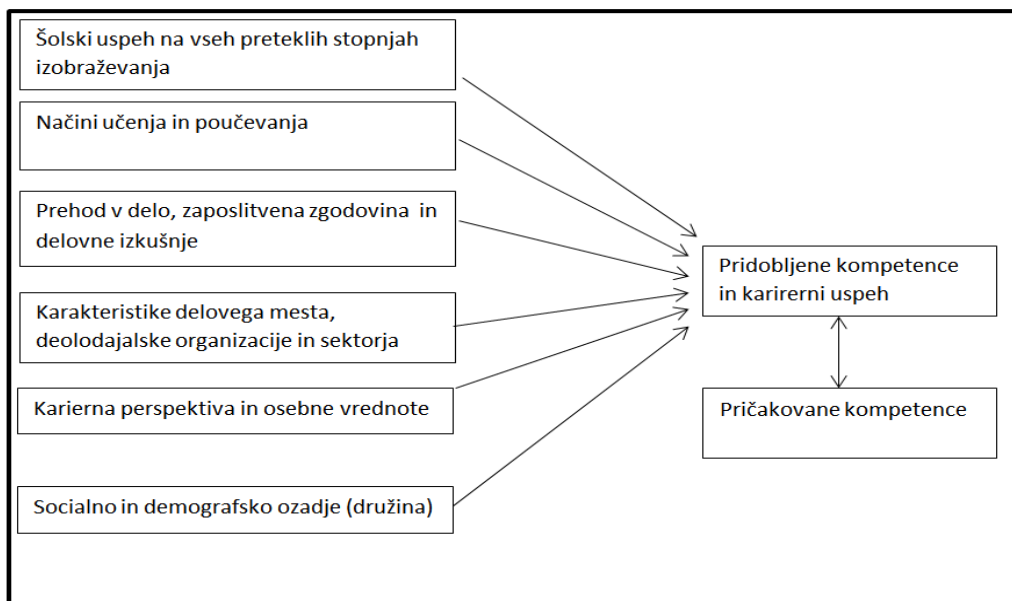 Šolski uspeh na vseh preteklih stopnjah
izobraževanja
Načini učenja in poučevanja
Prehod v delo, zaposlitvena zgodovina in
delovne izkušnje
Karakteristike delovega mesta,
deolodajalske organizacije in sektorja
Karierna perspektiva in osebne vrednote
Socialno in demografsko ozadje (družina)
Pridobljene kompetence
in karirerni uspeh
Pričakovane kompetence